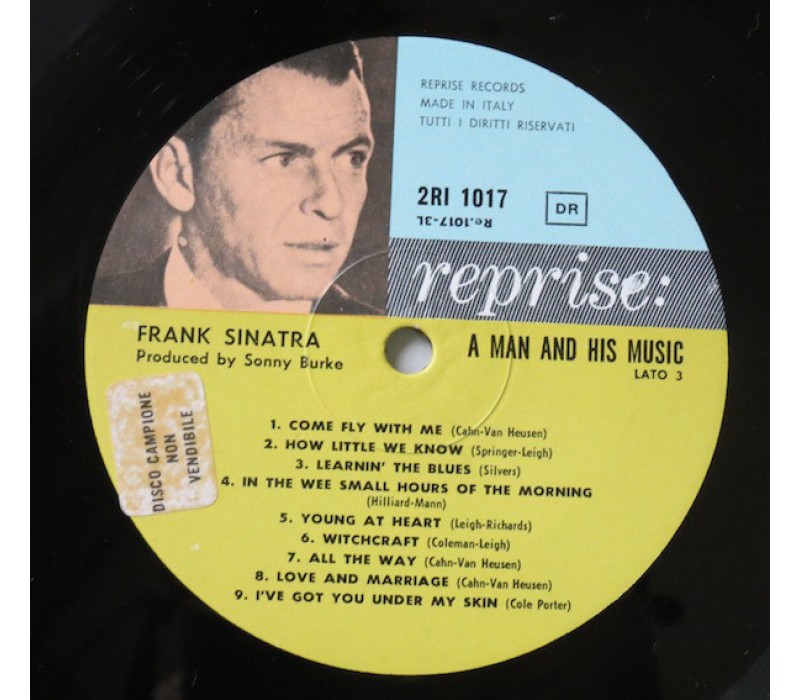 REPRISE RECORDS
MADE IN ITALY
TUTTI I DIRITTI RISERVATI
2RI 1017
DR
Re.1017-3L
reprise:
FRANK SINATRA
Produced by Sonny Burke
A MAN AND HIS MUSIC
LATO 3
DISCO CAMPIONE
NON
VENDIBILE
1. COME FLY WITH ME (Cahn-Van Heusen)
2. HOW LITTLE WE KNOW (Springer-Leigh)
3. LEARNIN' THE BLUES (Silvers)
4. IN THE WEE SMALL HOURS OF THE MORNING
(Hilliard-Mann)
5. YOUNG AT HEART (Leigh-Richards)
6. WITCHCRAFT (Coleman-Leigh)
7. ALL THE WAY (Cahn-Van Heusen)
8. LOVE AND MARRIAGE (Cahn-Van Heusen)
9. I'VE GOT YOU UNDER MY SKIN (Cole Porter)